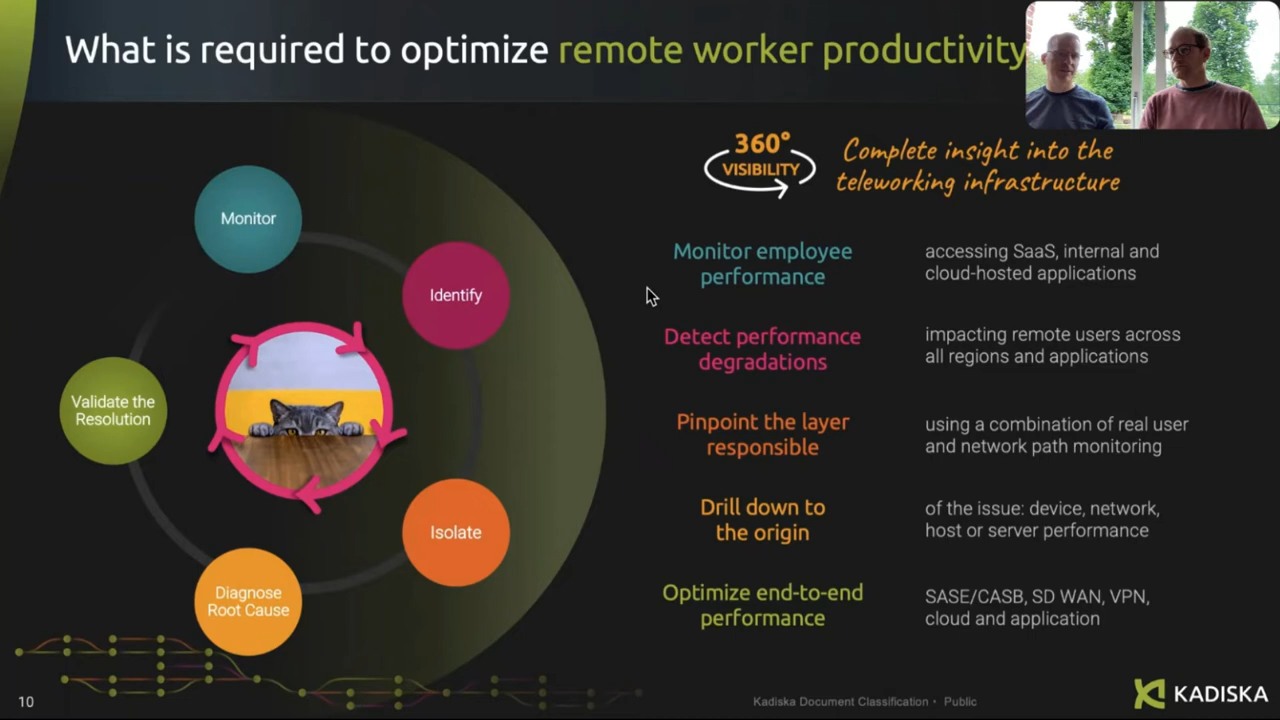 What is required to optimize remote worker productivity
360°
VISIBILITY
Complete insight into the
teleworking infrastructure
Monitor
Identify
Isolate
Diagnose
Root Cause
Validate the
Resolution
Monitor employee
performance
accessing SaaS, internal and
cloud-hosted applications
Detect performance
degradations
impacting remote users across
all regions and applications
Pinpoint the layer
responsible
using a combination of real user
and network path monitoring
Drill down to
the origin
of the issue: device, network,
host or server performance
Optimize end-to-end
performance
SASE/CASB, SD WAN, VPN,
cloud and application
10
Kadiska Document Classification • Public
KADISKA